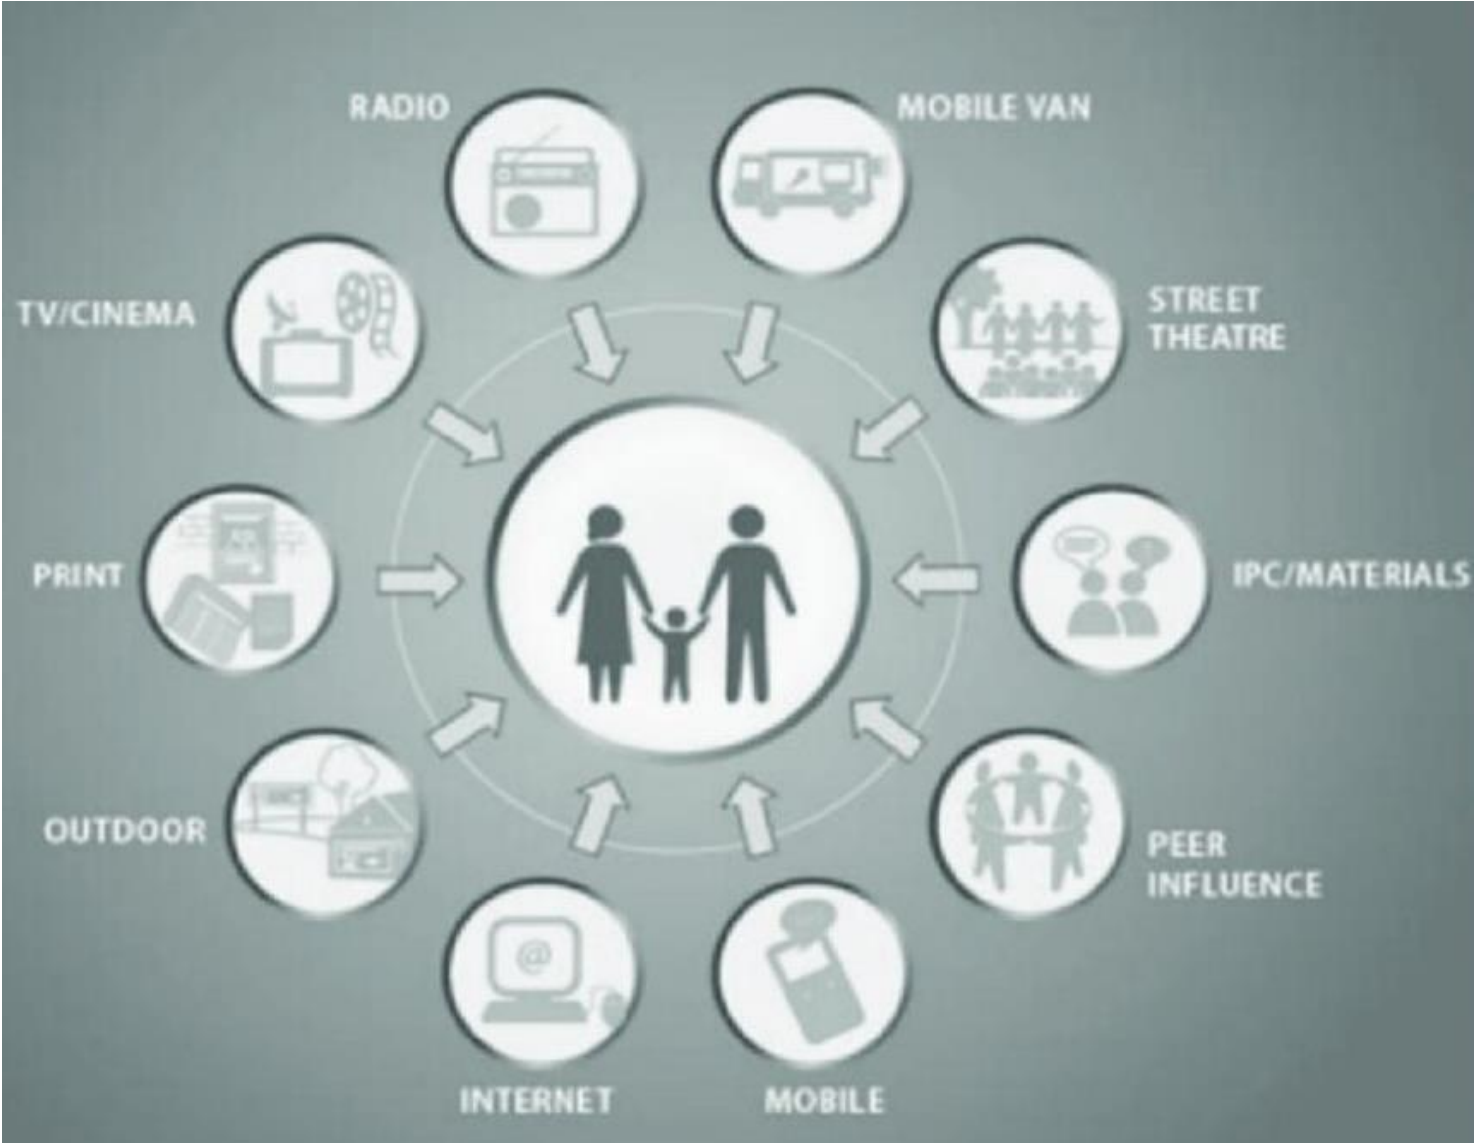 RADIO
MOBILE VAN
TV/CINEMA
STREET
THEATRE
PRINT
IPC/MATERIALS
OUTDOOR
PEER
INFLUENCE
@
INTERNET
MOBILE